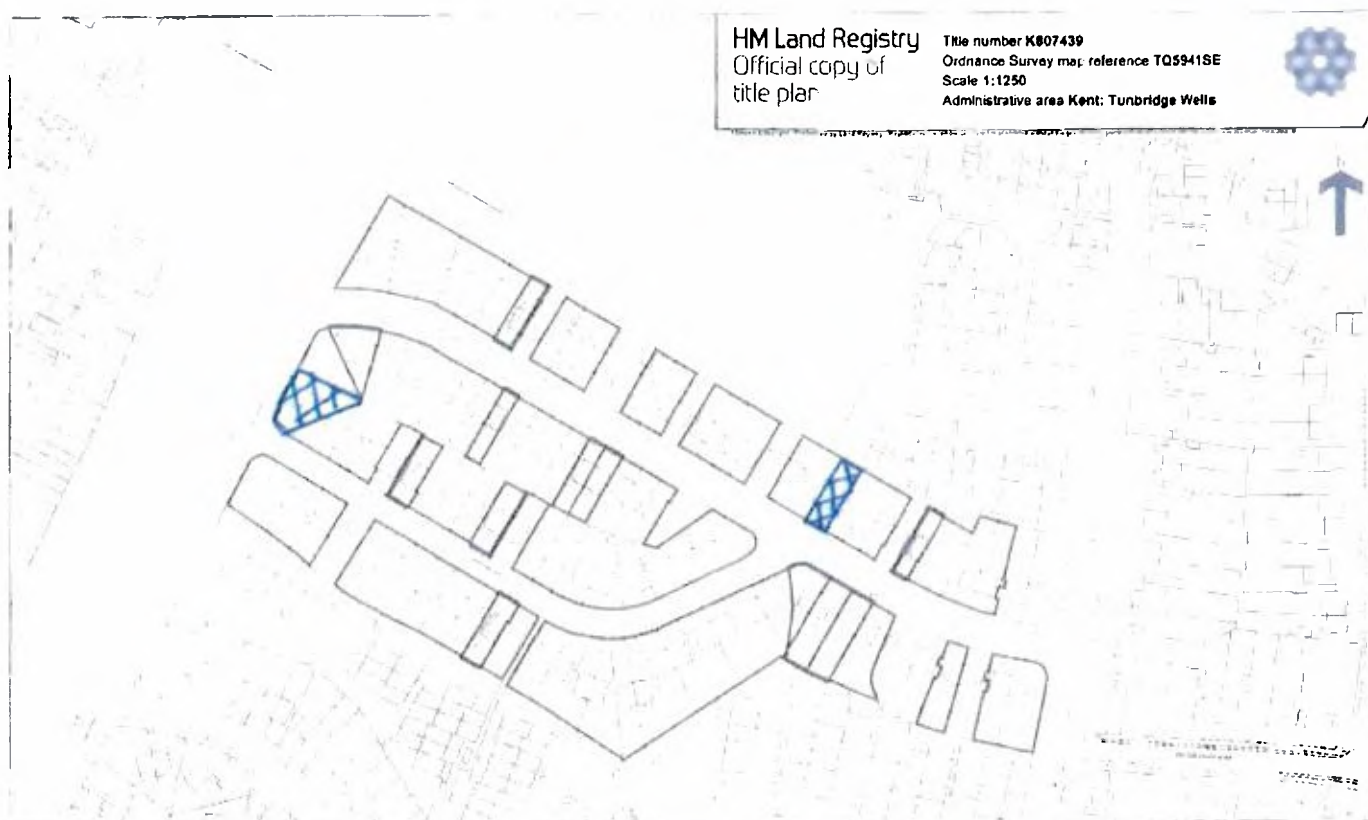 HM Land Registry
Official copy of
title plan
Title number K807439
Ordnance Survey map reference TQ5941SE
Scale 1:1250
Administrative area Kent: Tunbridge Wells